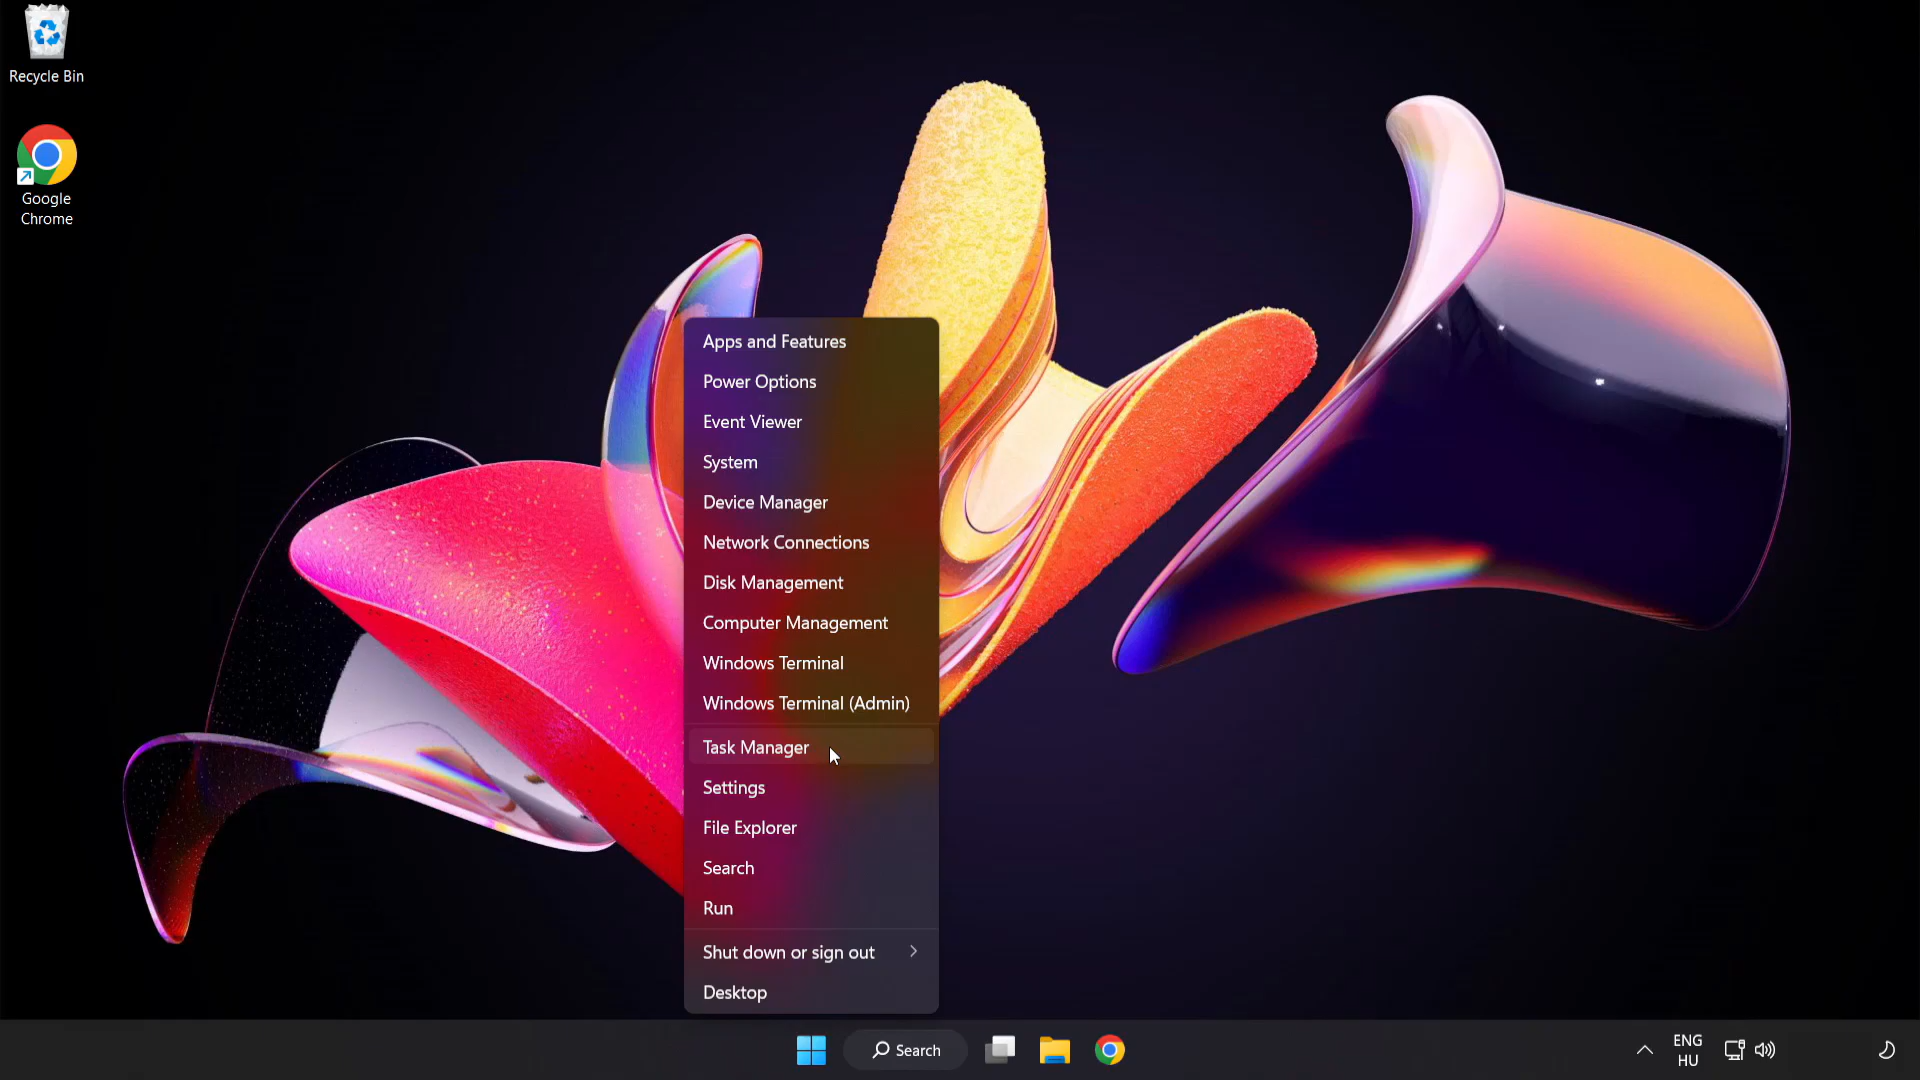 Recycle Bin
Google
Chrome
Apps and Features
Power Options
Event Viewer
System
Device Manager
Network Connections
Disk Management
Computer Management
Windows Terminal
Windows Terminal (Admin)
Task Manager
Settings
File Explorer
Search
Run
Shut down or sign out
Desktop
Search
ENG
HU